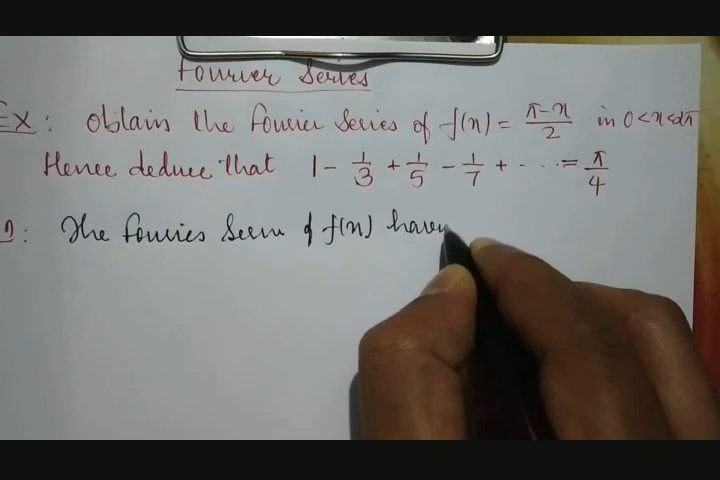 Fourier Series
Ex: Obtain the Fourier Series of f(x) = π-x/2 in 0<x<2π
Hence deduce that 1 - 1/3 + 1/5 - 1/7 + ..... = π/4
: The Fourier Series of f(x) havin